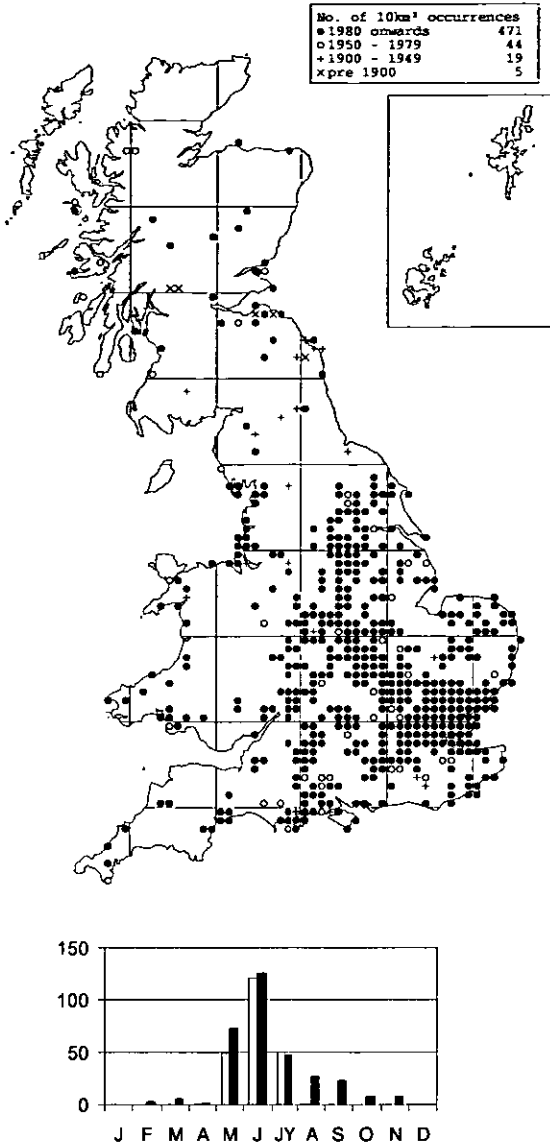 No. of 10km² occurrences
● 1980 onwards 471
○ 1950 - 1979 44
+ 1900 - 1949 19
× pre 1900 5
150
100
50
0
J F M A M J JY A S O N D